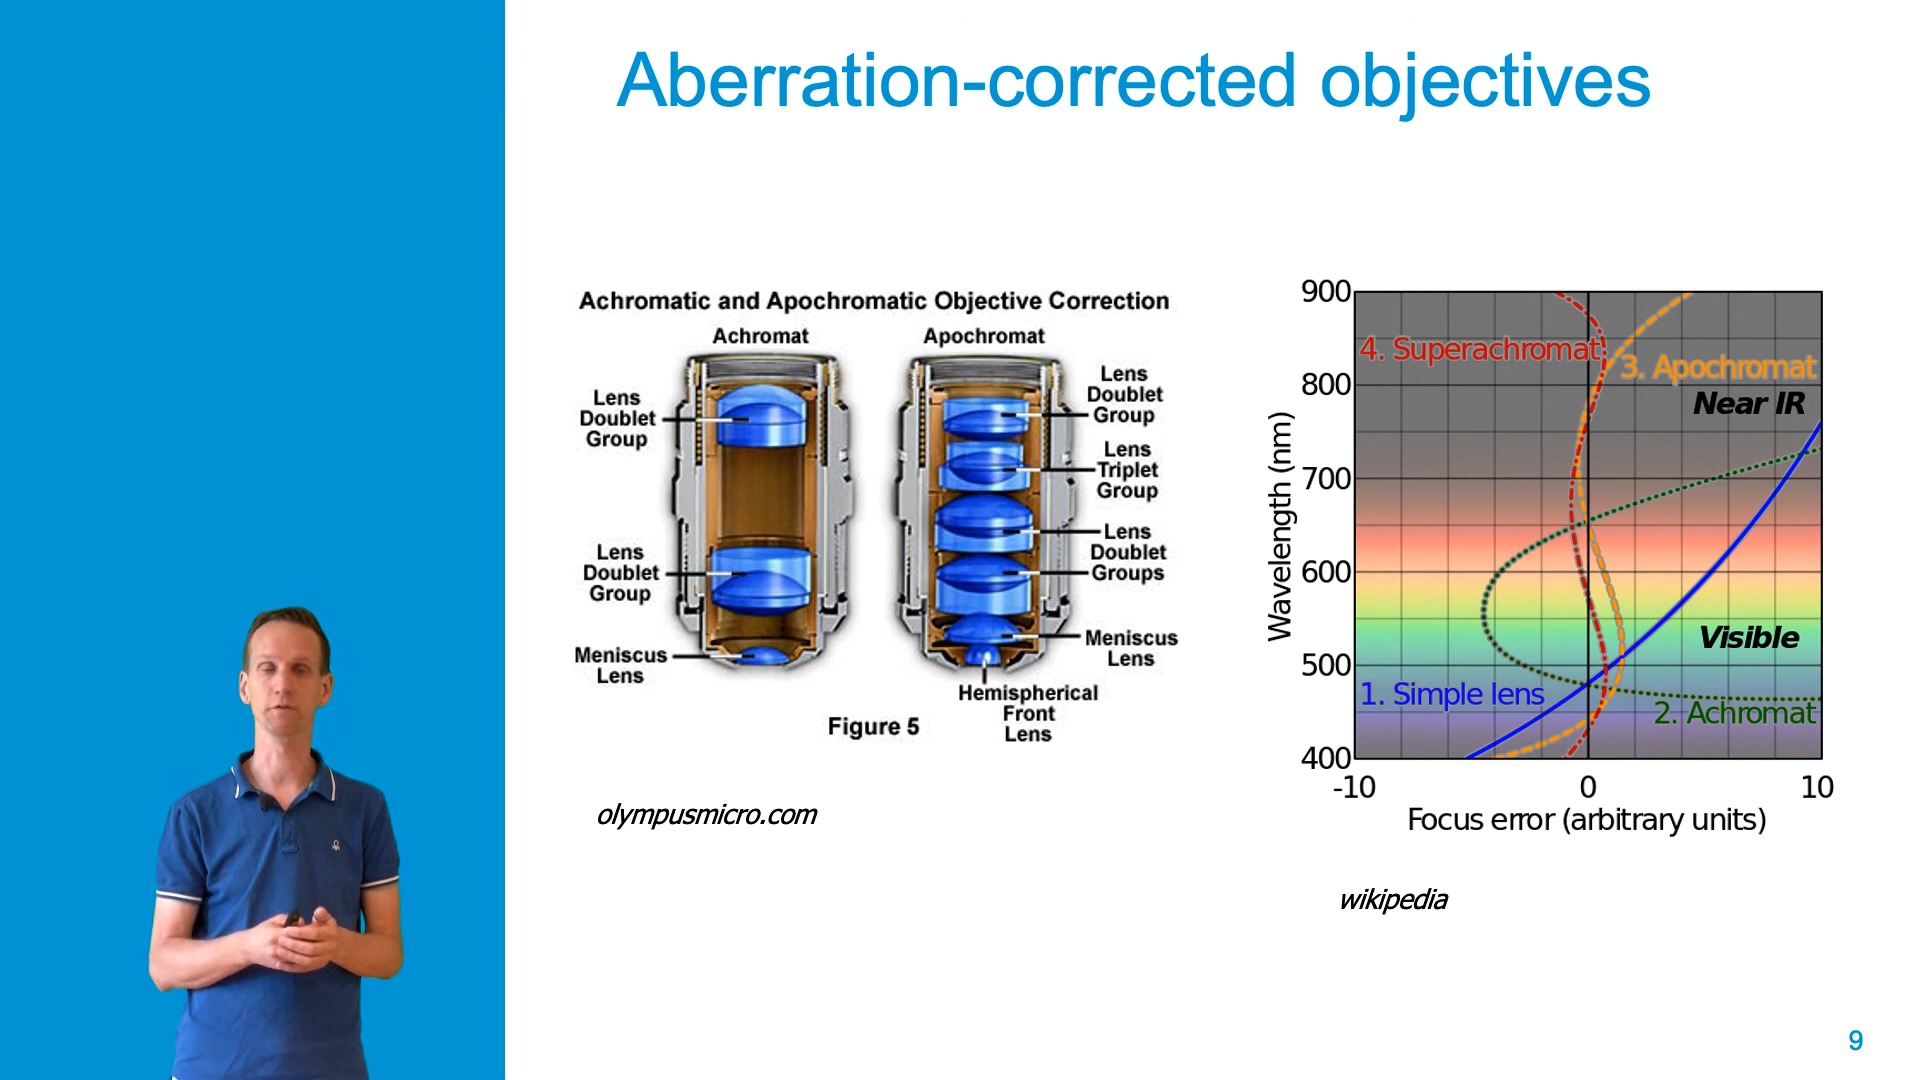 Aberration-corrected objectives
Achromatic and Apochromatic Objective Correction
Achromat
Apochromat
Lens
Doublet
Group
Lens
Doublet
Group
Meniscus
Lens
Lens
Doublet
Group
Lens
Triplet
Group
Lens
Doublet
Groups
Meniscus
Lens
Hemispherical
Front
Lens
Figure 5
olympusmicro.com
900
800
700
600
500
400
Wavelength (nm)
4. Superachromat
3. Apochromat
Near IR
Visible
1. Simple lens
2. Achromat
-10
0
10
Focus error (arbitrary units)
wikipedia
9